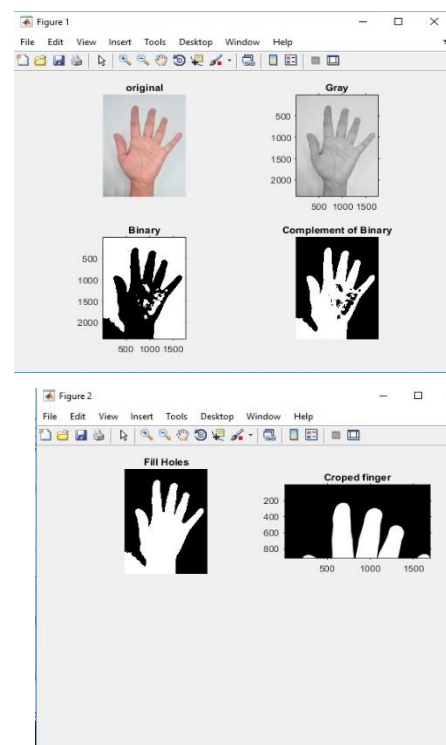 Figure 1
File Edit View Insert Tools Desktop Window Help
original
Gray
500
1000
1500
2000
500 1000 1500
Binary
Complement of Binary
500
1000
1500
2000
500 1000 1500
Figure 2
File Edit View Insert Tools Desktop Window Help
Fill Holes
Croped finger
200
400
600
800
500 1000 1500